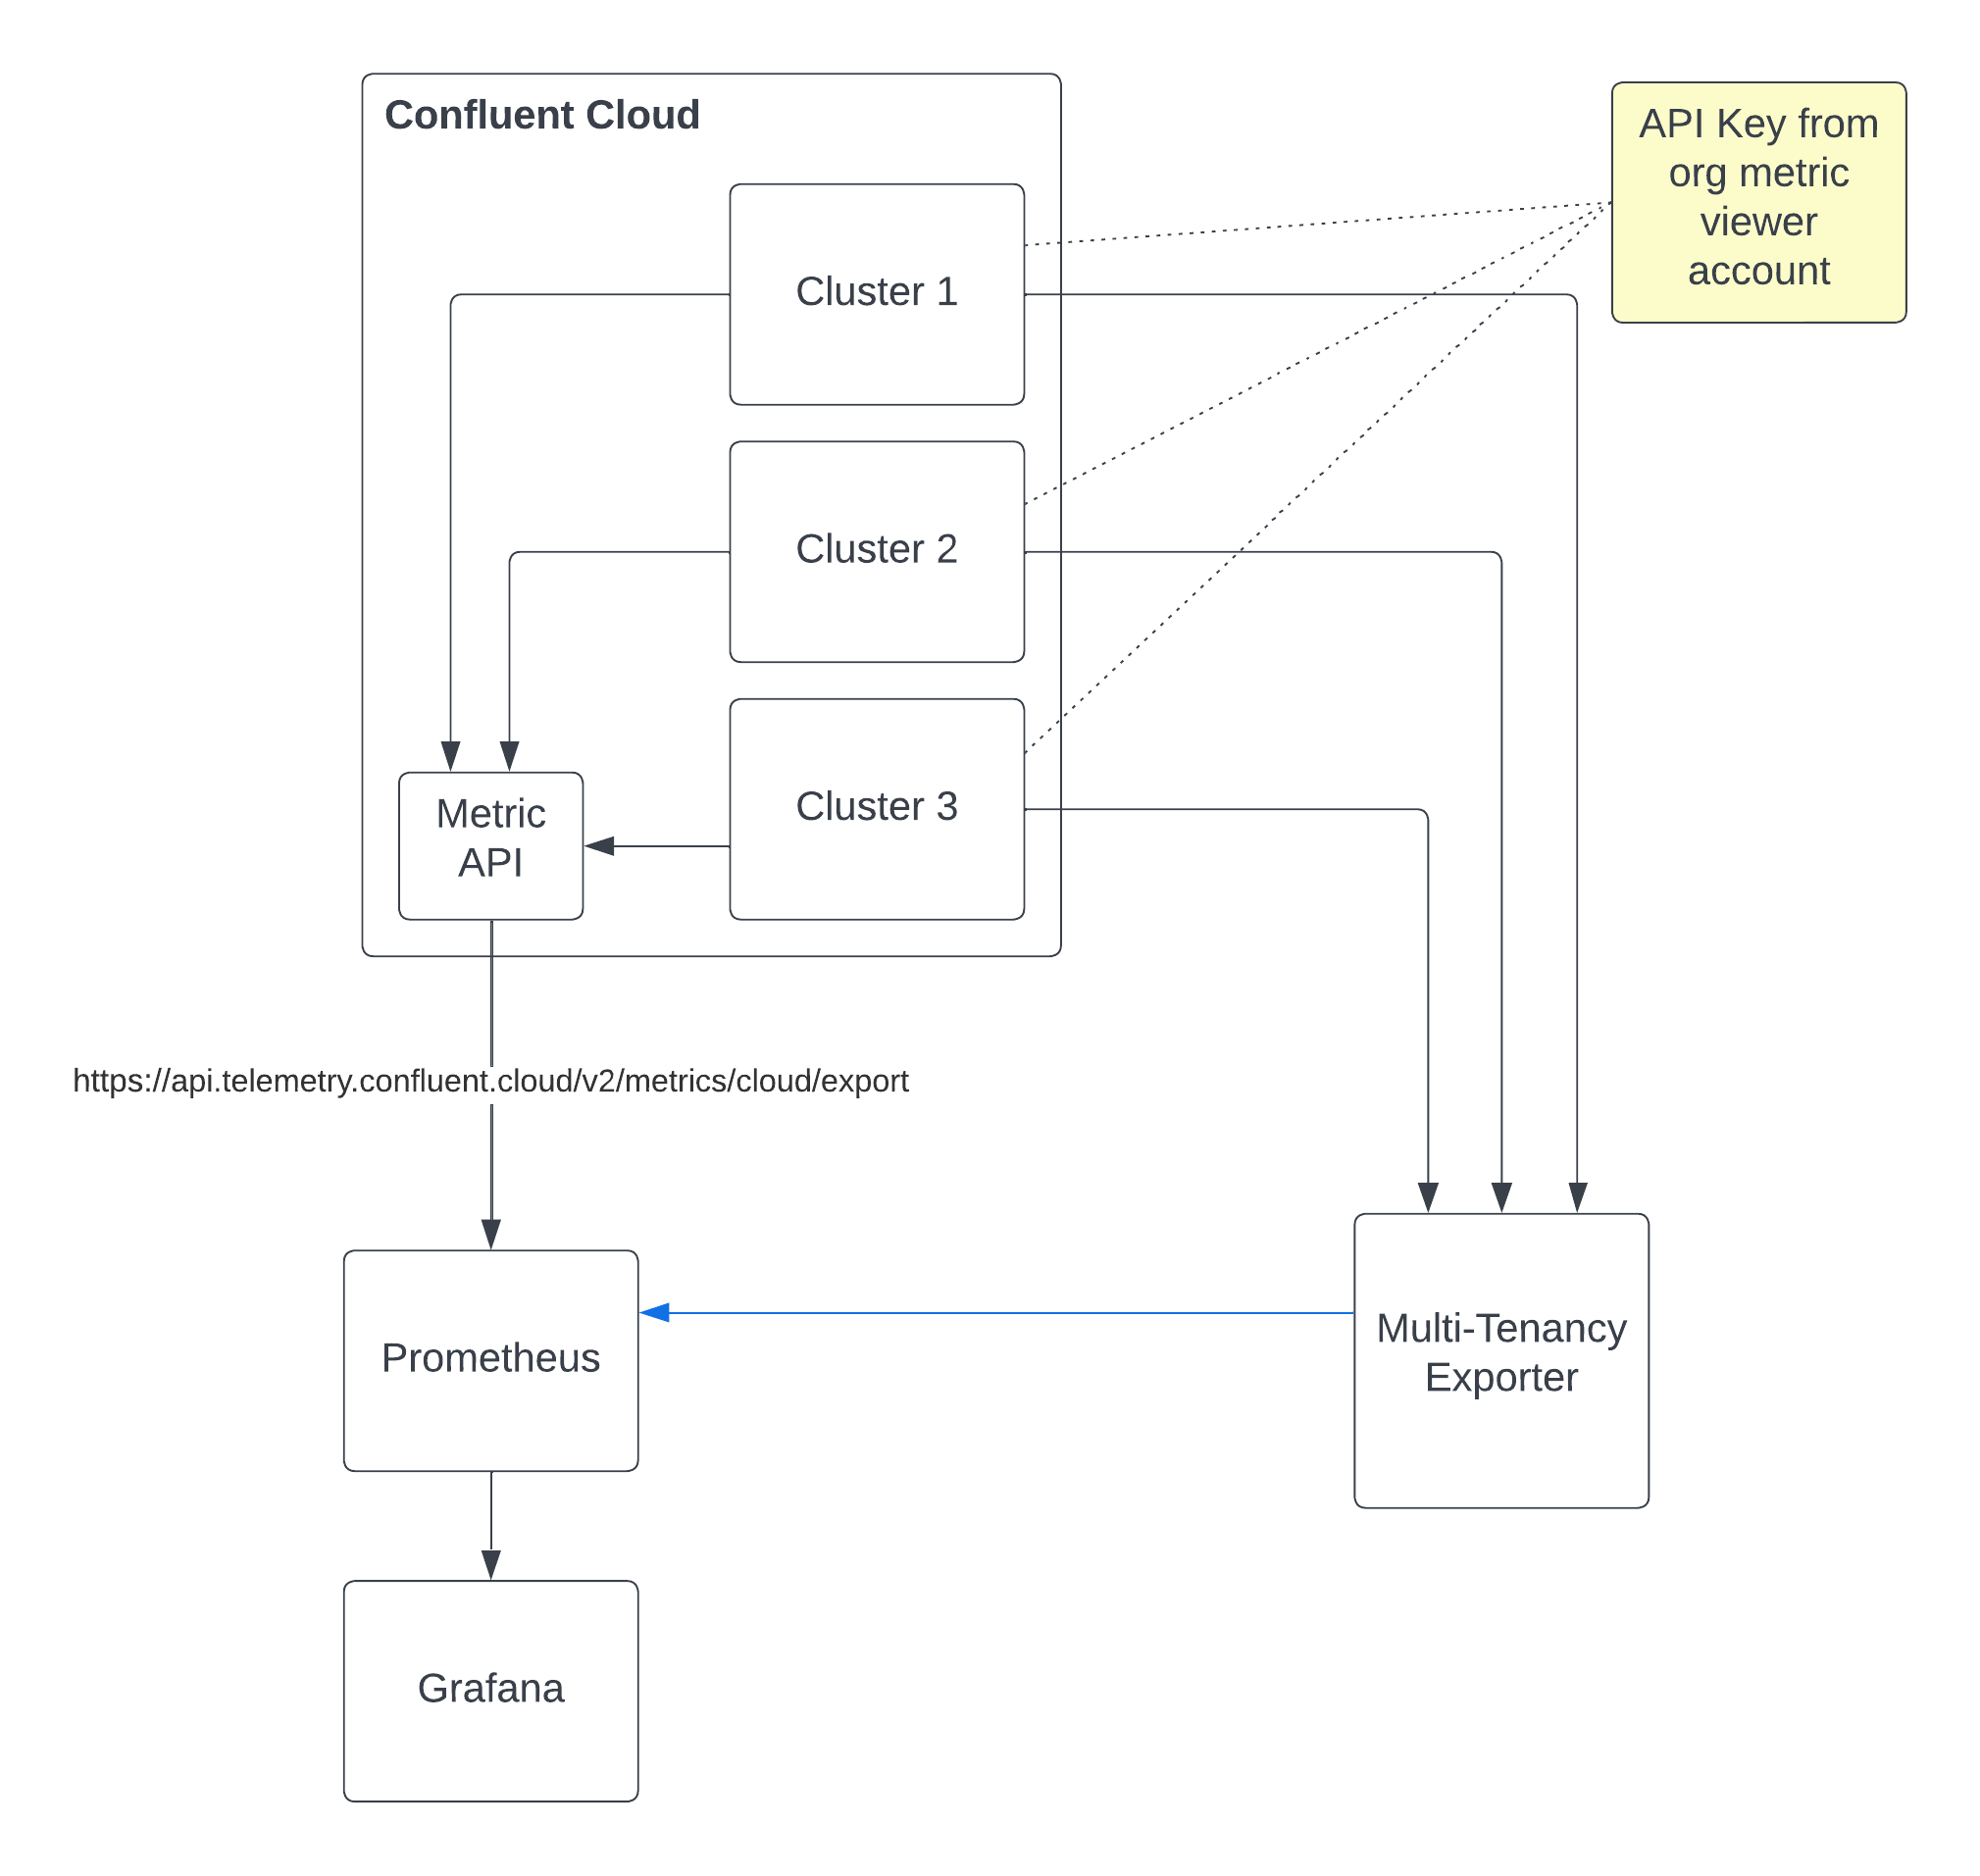 Confluent Cloud
API Key from
org metric
viewer
account
Cluster 1
Cluster 2
Cluster 3
Metric
API
https://api.telemetry.confluent.cloud/v2/metrics/cloud/export
Prometheus
Multi-Tenancy
Exporter
Grafana